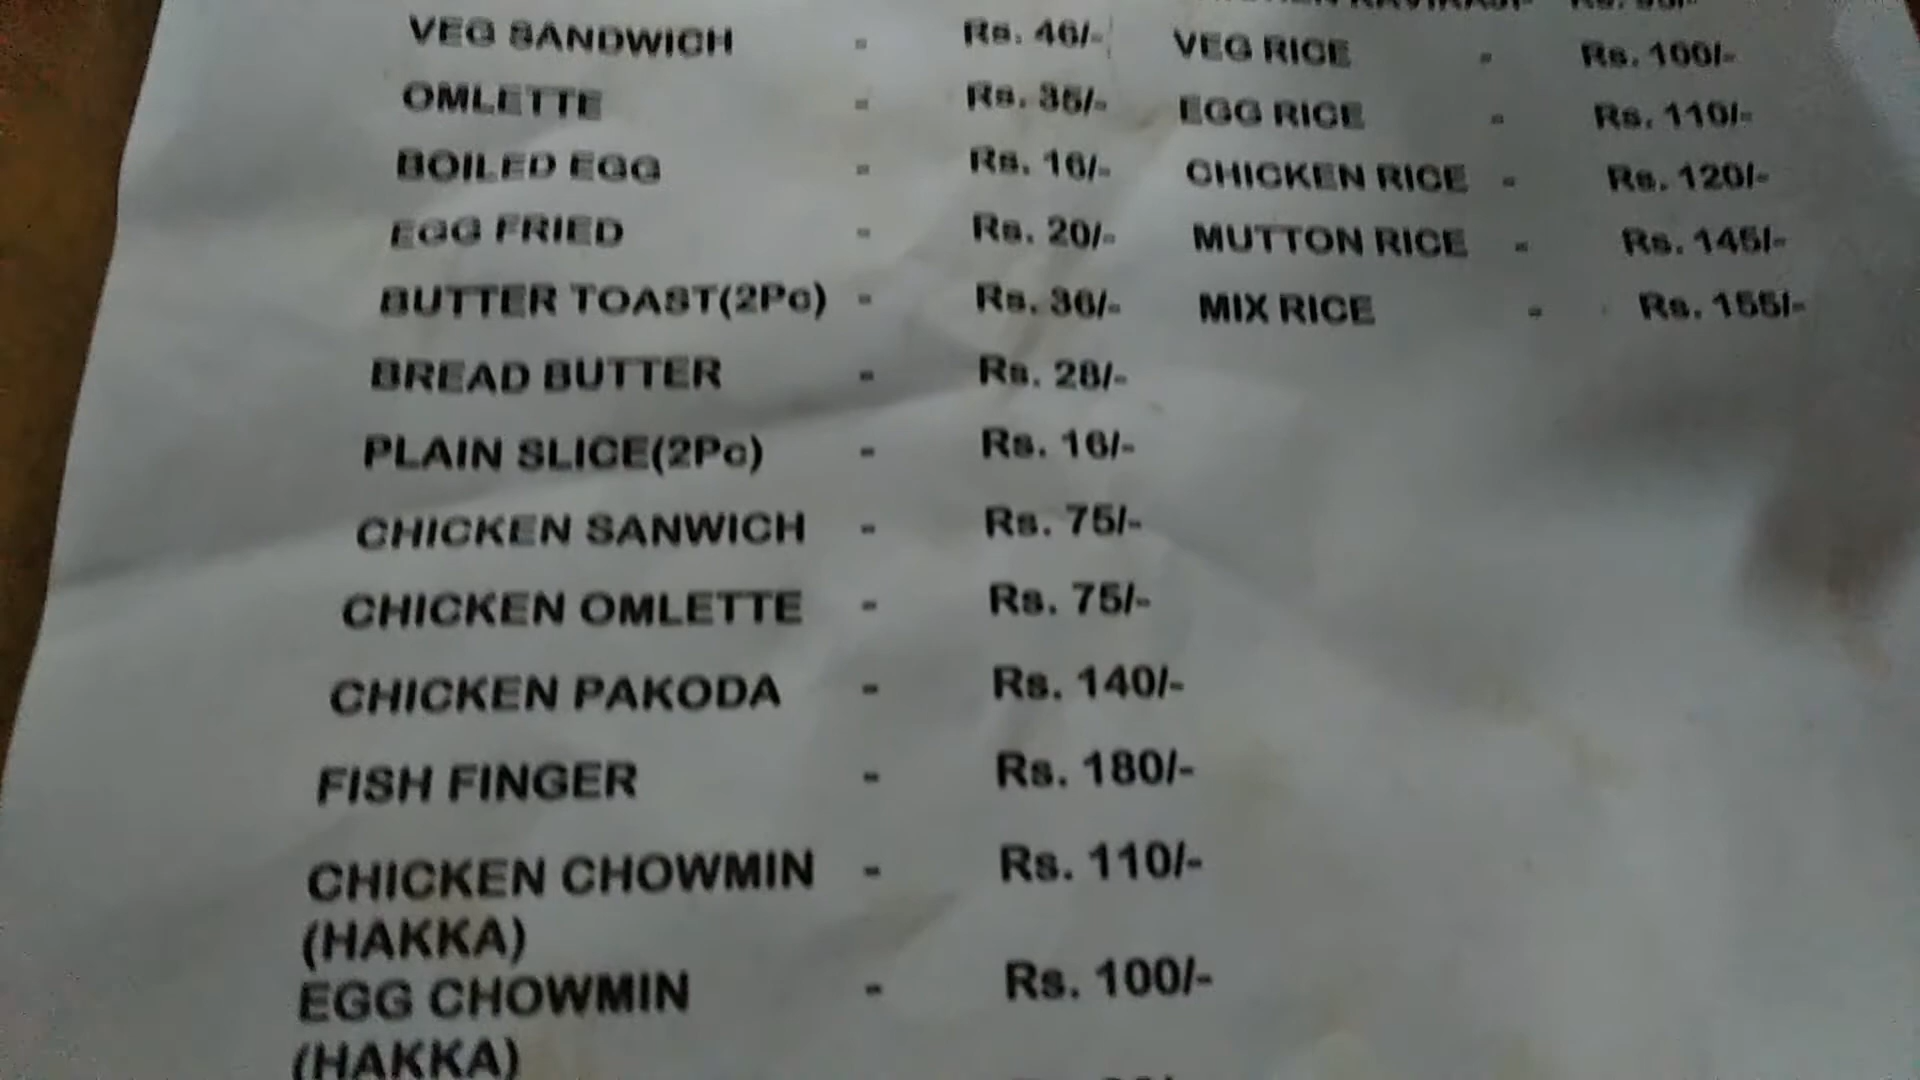 VEG SANDWICH - Rs. 46/-
OMLETTE - Rs. 35/-
BOILED EGG - Rs. 16/-
EGG FRIED - Rs. 20/-
BUTTER TOAST(2Pc) - Rs. 36/-
BREAD BUTTER - Rs. 28/-
PLAIN SLICE(2Pc) - Rs. 16/-
CHICKEN SANWICH - Rs. 75/-
CHICKEN OMLETTE - Rs. 75/-
CHICKEN PAKODA - Rs. 140/-
FISH FINGER - Rs. 180/-
CHICKEN CHOWMIN - Rs. 110/-
(HAKKA)
EGG CHOWMIN - Rs. 100/-
(HAKKA)
VEG RICE - Rs. 100/-
EGG RICE - Rs. 110/-
CHICKEN RICE - Rs. 120/-
MUTTON RICE - Rs. 145/-
MIX RICE - Rs. 155/-